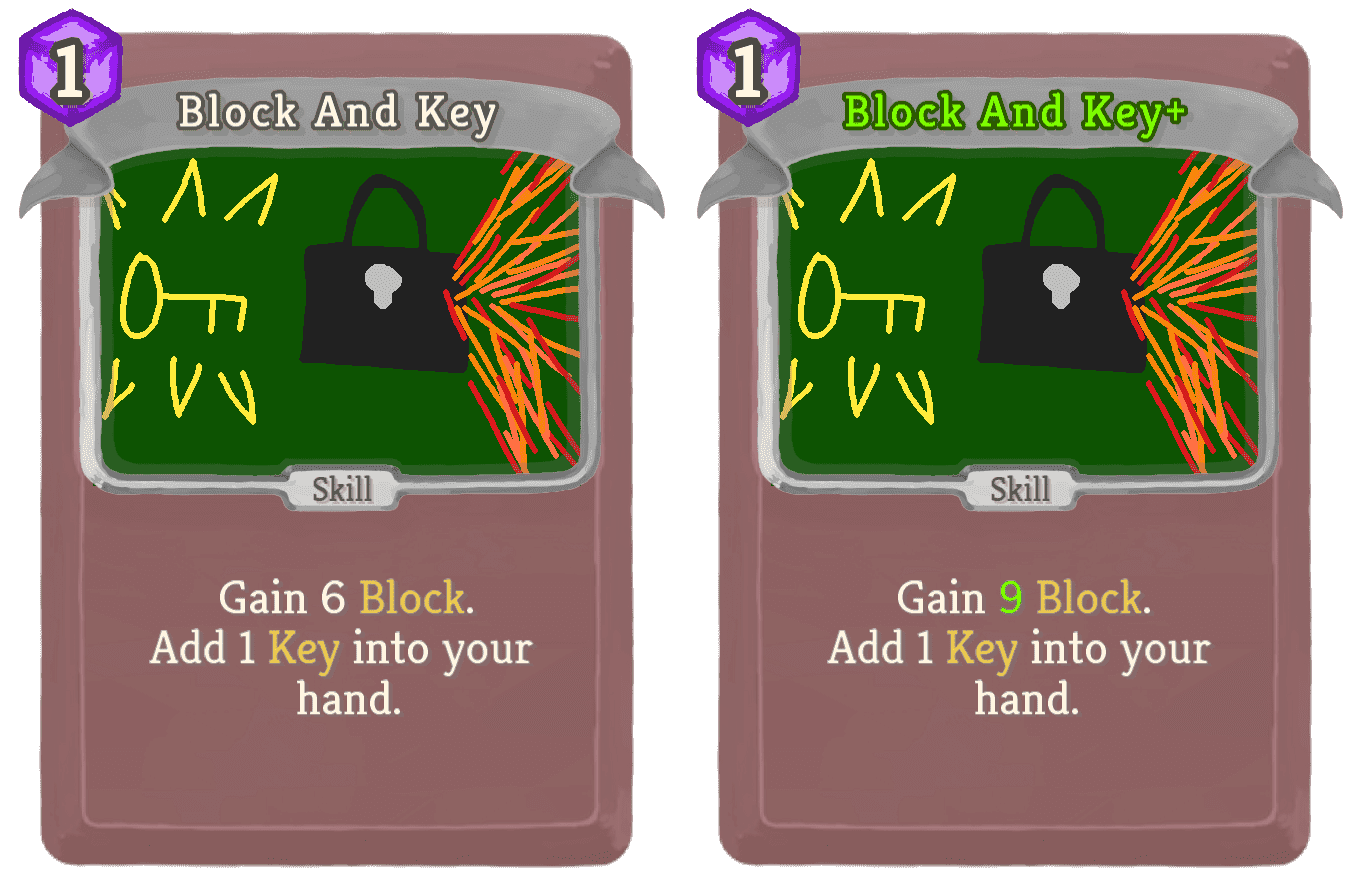 1
Block And Key
Skill
Gain 6 Block.
Add 1 Key into your
hand.
1
Block And Key+
Skill
Gain 9 Block.
Add 1 Key into your
hand.